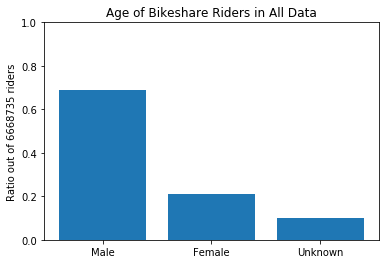 Age of Bikeshare Riders in All Data
1.0
0.8
0.6
0.4
0.2
0.0
Ratio out of 6668735 riders
Male Female Unknown